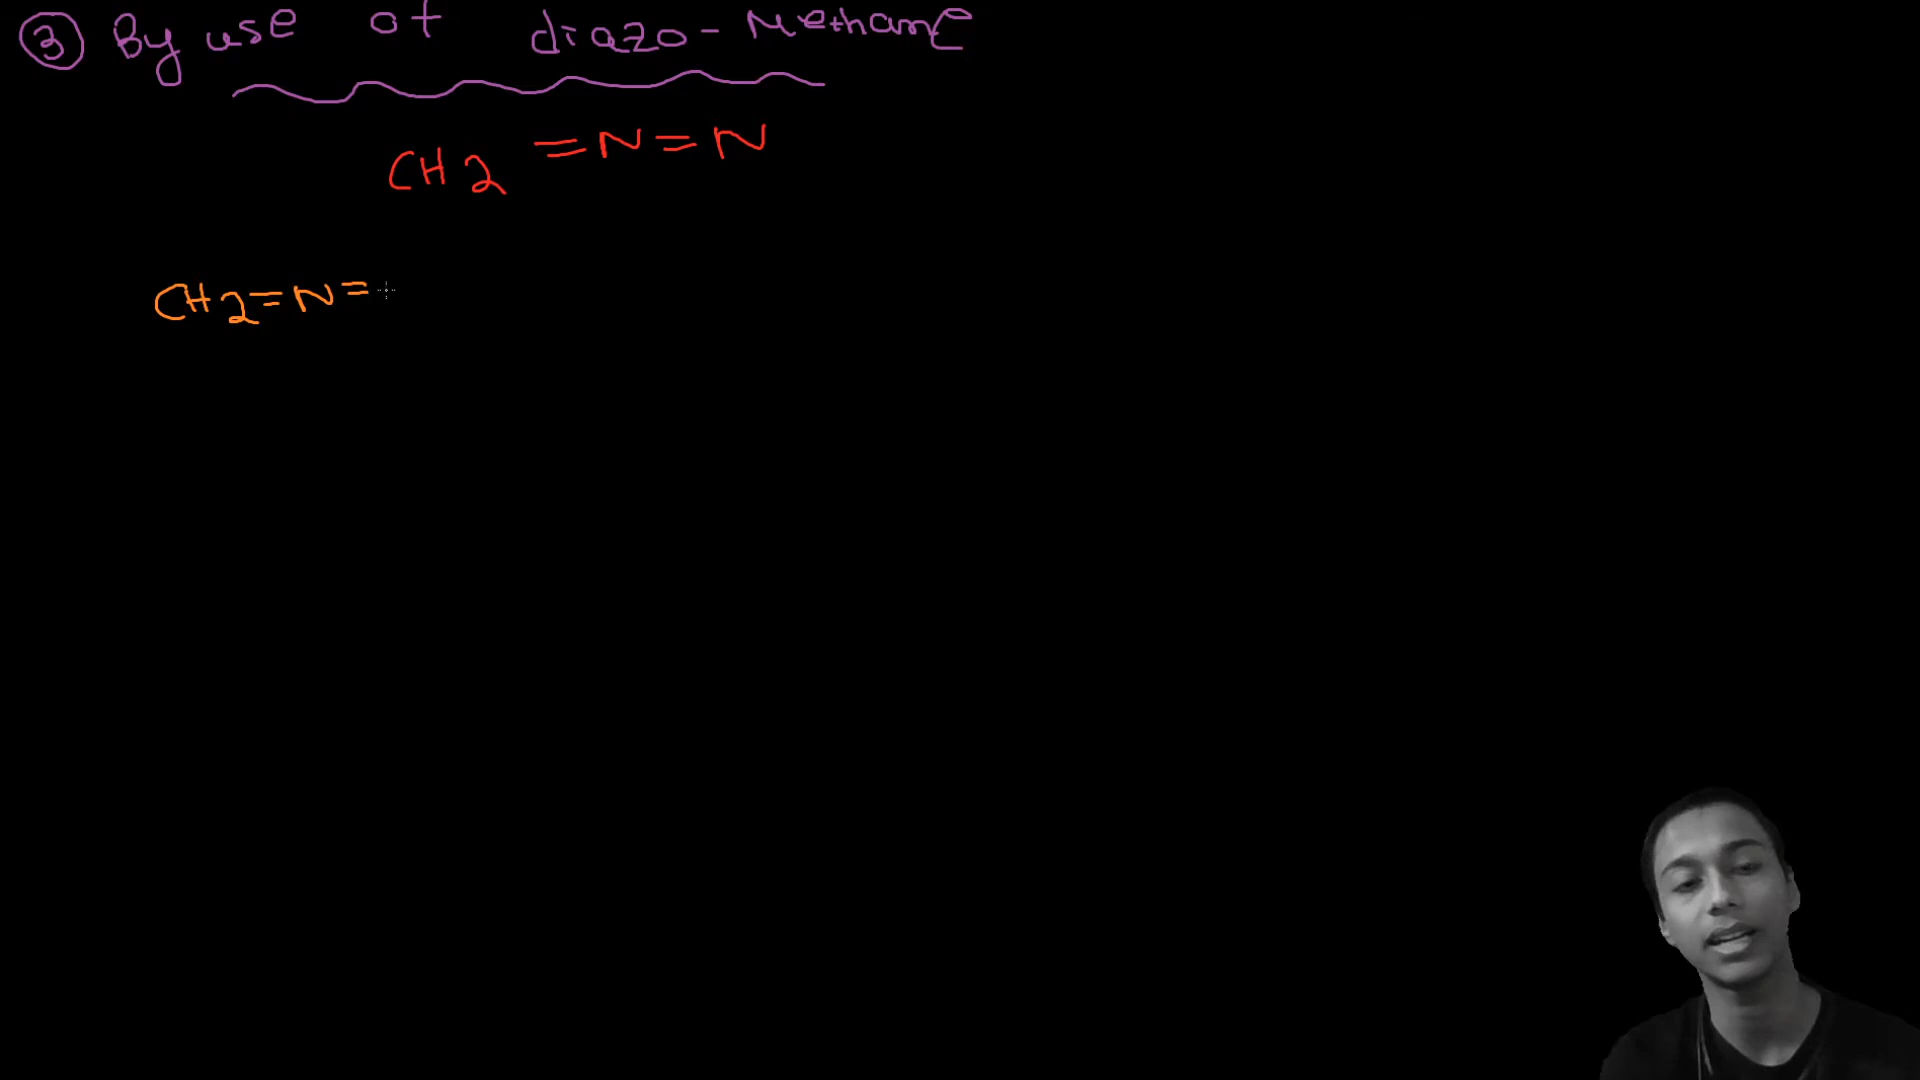 ③ By use of diazo-Methane
CH2 =N=N
CH2=N=